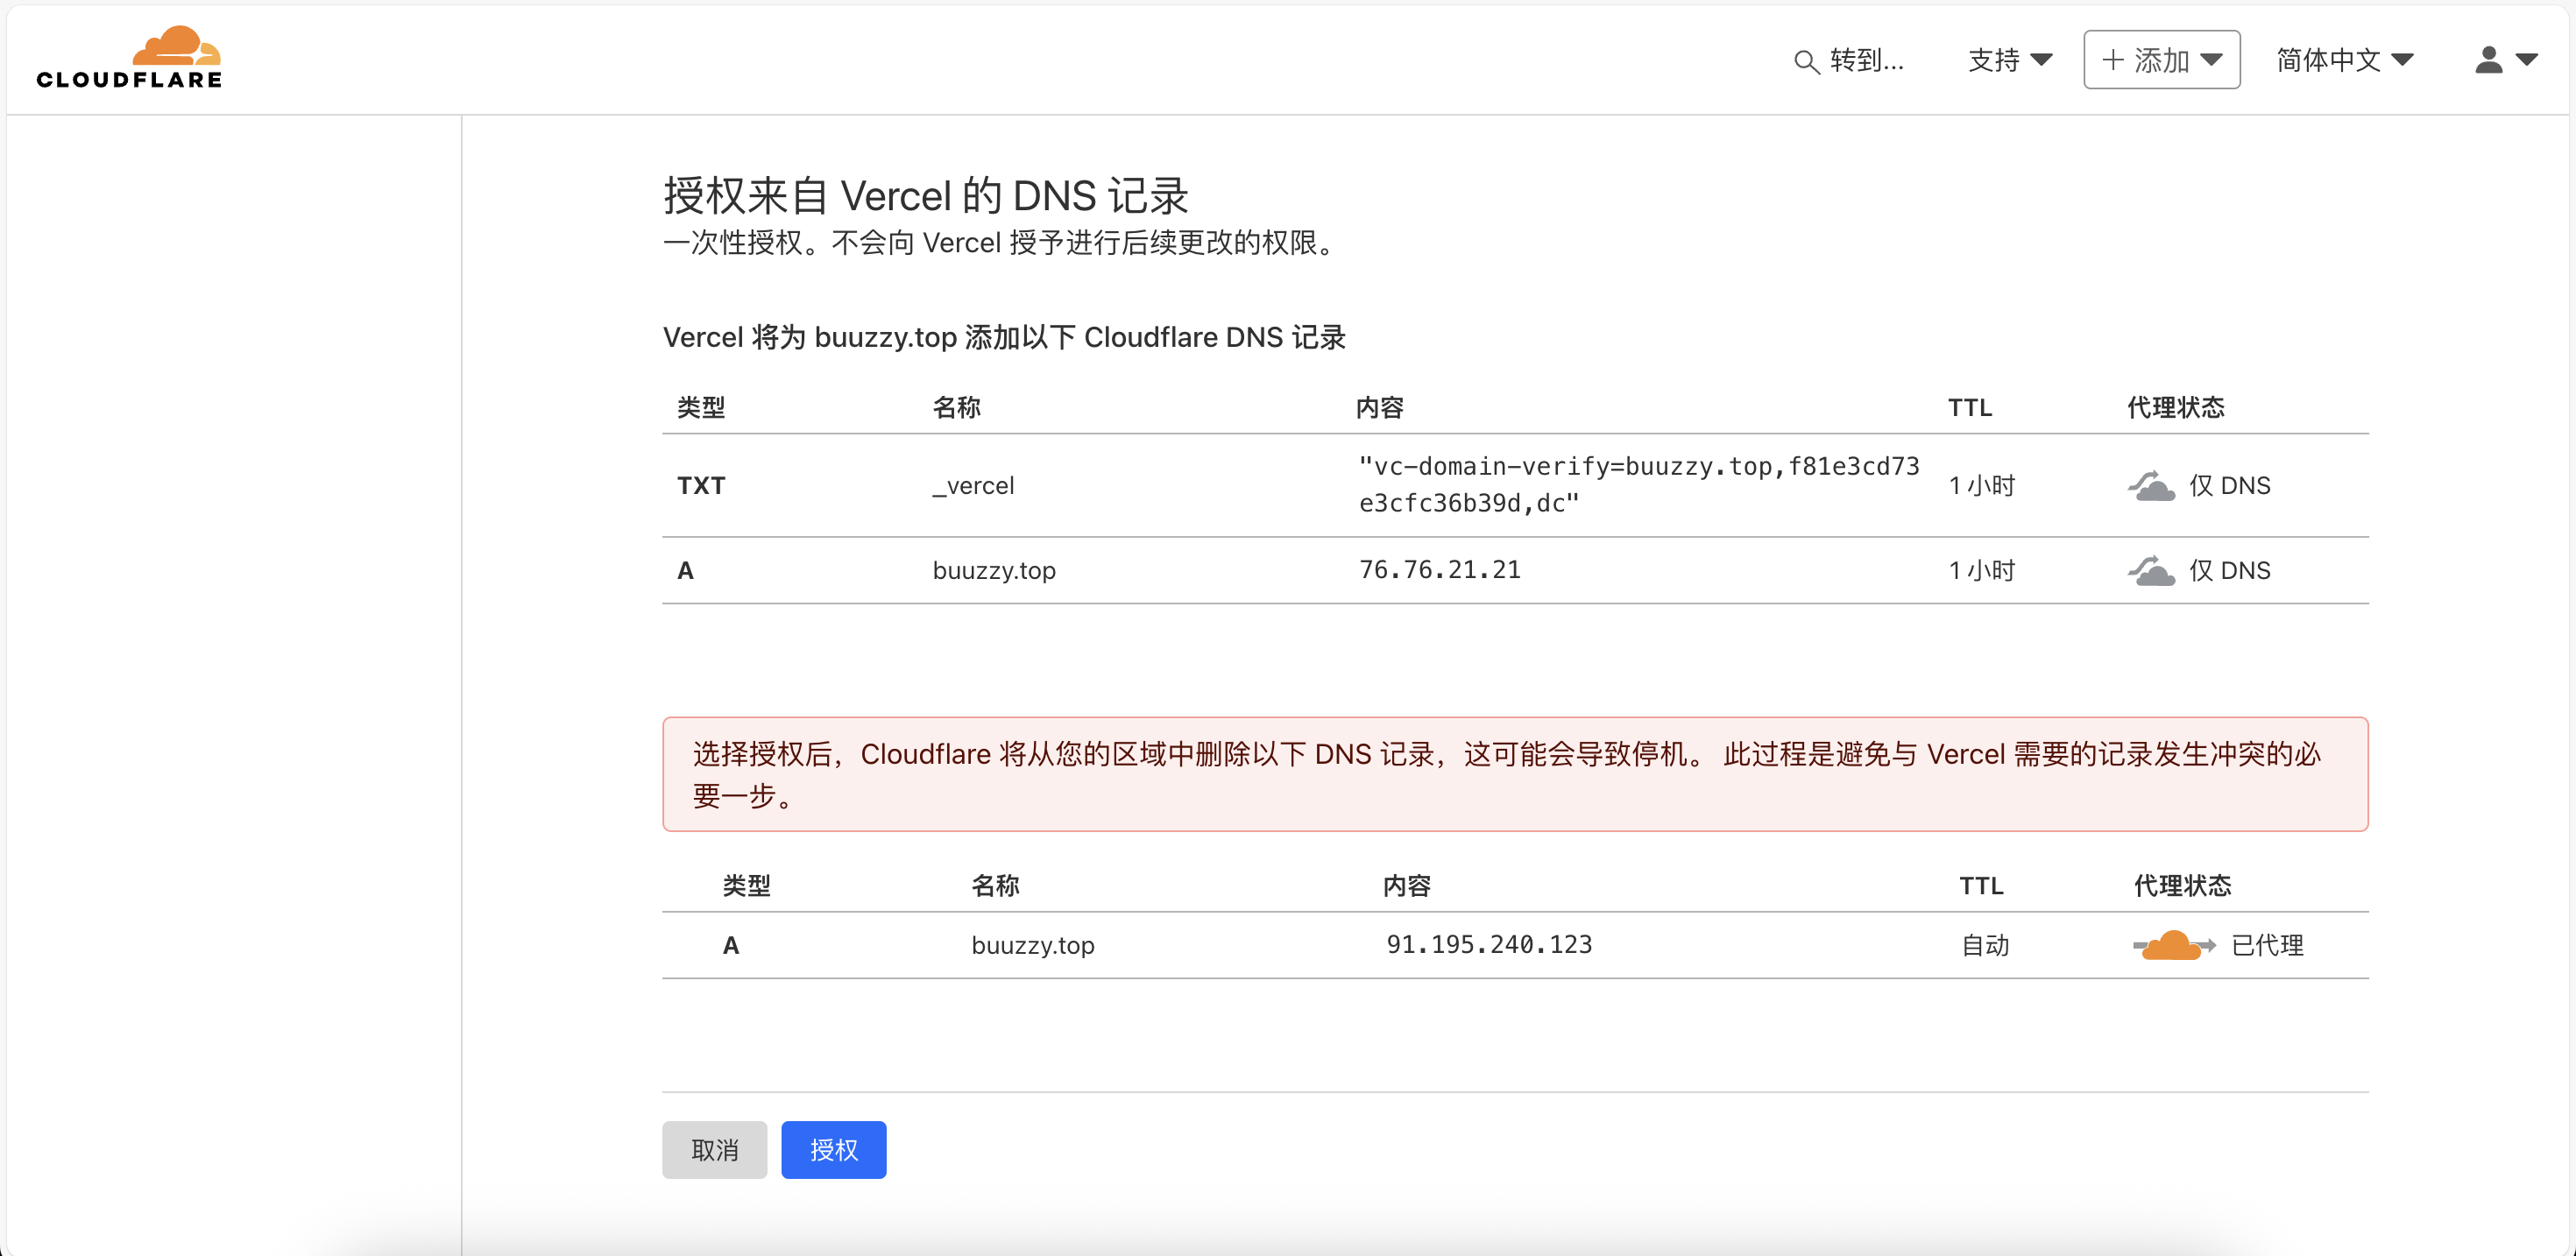 CLOUDFLARE
转到... 支持 + 添加 简体中文
授权来自 Vercel 的 DNS 记录
一次性授权。不会向 Vercel 授予进行后续更改的权限。
Vercel 将为 buuzzy.top 添加以下 Cloudflare DNS 记录
类型 名称 内容 TTL 代理状态
TXT _vercel "vc-domain-verify=buuzzy.top,f81e3cd73 1 小时 仅 DNS
e3cfc36b39d,dc"
A buuzzy.top 76.76.21.21 1 小时 仅 DNS
选择授权后，Cloudflare 将从您的区域中删除以下 DNS 记录，这可能会导致停机。 此过程是避免与 Vercel 需要的记录发生冲突的必
要一步。
类型 名称 内容 TTL 代理状态
A buuzzy.top 91.195.240.123 自动 已代理
取消 授权